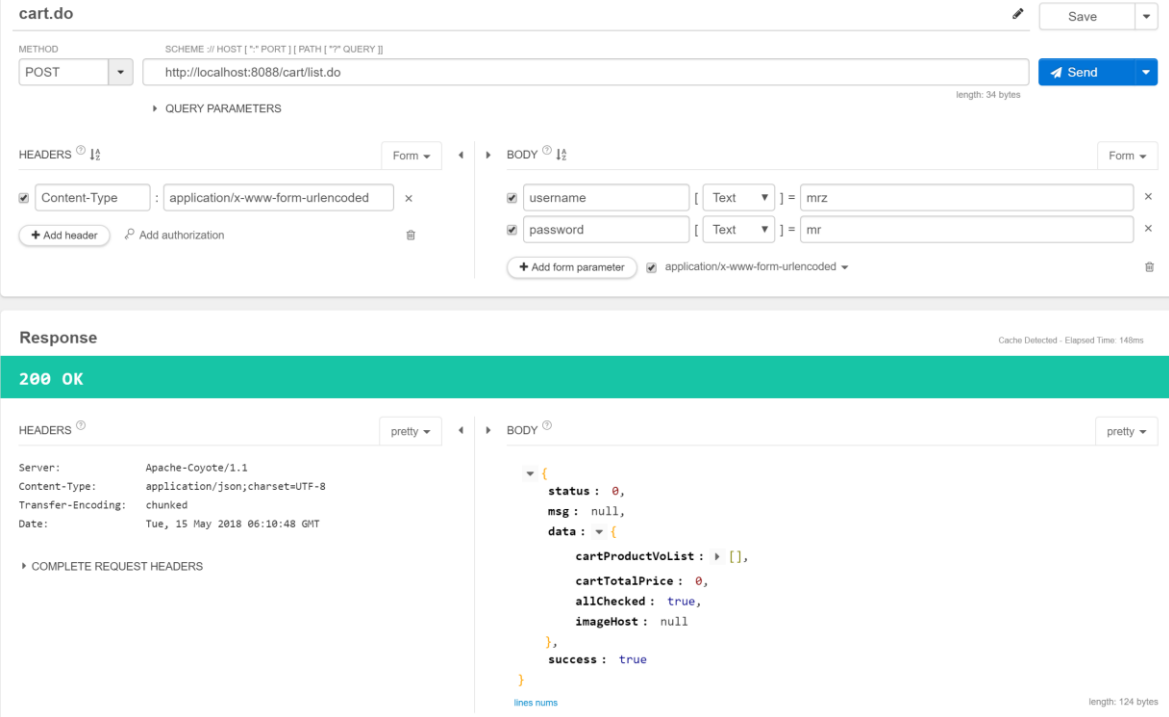 cart.do
Save
METHOD
SCHEME :// HOST [ ":" PORT ] [ PATH [ "?" QUERY ]]
POST
http://localhost:8088/cart/list.do
Send
length: 34 bytes
QUERY PARAMETERS
HEADERS
Form
BODY
Form
Content-Type : application/x-www-form-urlencoded
Add header
Add authorization
username [ Text ] = mrz
password [ Text ] = mr
Add form parameter
application/x-www-form-urlencoded
Response
Cache Detected - Elapsed Time: 148ms
200 OK
HEADERS
pretty
BODY
pretty
Server: Apache-Coyote/1.1
Content-Type: application/json;charset=UTF-8
Transfer-Encoding: chunked
Date: Tue, 15 May 2018 06:10:48 GMT
COMPLETE REQUEST HEADERS
{
status : 0,
msg : null,
data : {
cartProductVoList : [],
cartTotalPrice : 0,
allChecked : true,
imageHost : null
},
success : true
}
lines nums
length: 124 bytes